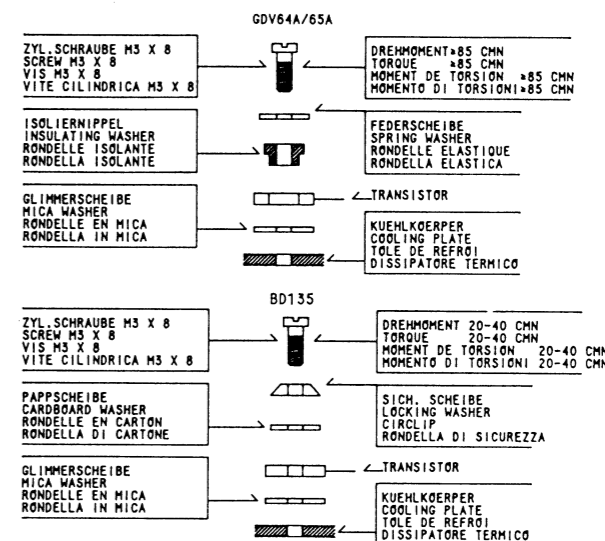 GDV64A/65A
ZYL.SCHRAUBE M3 X 8
SCREW M3 X 8
VIS M3 X 8
VITE CILINDRICA M3 X 8
DREHMOMENT≥85 CMN
TORQUE ≥85 CMN
MOMENT DE TORSION ≥85 CMN
MOMENTO DI TORSIONI≥85 CMN
ISOLIERNIPPEL
INSULATING WASHER
RONDELLE ISOLANTE
RONDELLA ISOLANTE
FEDERSCHEIBE
SPRING WASHER
RONDELLE ELASTIQUE
RONDELLA ELASTICA
GLIMMERSCHEIBE
MICA WASHER
RONDELLE EN MICA
RONDELLA IN MICA
TRANSISTOR
KUEHLKOERPER
COOLING PLATE
TOLE DE REFROI
DISSIPATORE TERMICO
BD135
ZYL.SCHRAUBE M3 X 8
SCREW M3 X 8
VIS M3 X 8
VITE CILINDRICA M3 X 8
DREHMOMENT 20-40 CMN
TORQUE 20-40 CMN
MOMENT DE TORSION 20-40 CMN
MOMENTO DI TORSIONI 20-40 CMN
PAPPSCHEIBE
CARDBOARD WASHER
RONDELLE EN CARTON
RONDELLA DI CARTONE
SICH. SCHEIBE
LOCKING WASHER
CIRCLIP
RONDELLA DI SICUREZZA
GLIMMERSCHEIBE
MICA WASHER
RONDELLE EN MICA
RONDELLA IN MICA
TRANSISTOR
KUEHLKOERPER
COOLING PLATE
TOLE DE REFROI
DISSIPATORE TERMICO